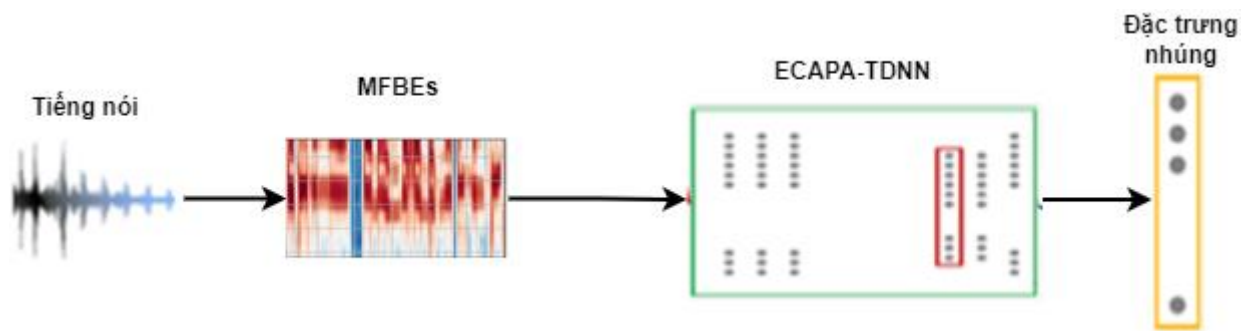 Tiếng nói
MFBEs
ECAPA-TDNN
Đặc trưng
nhúng